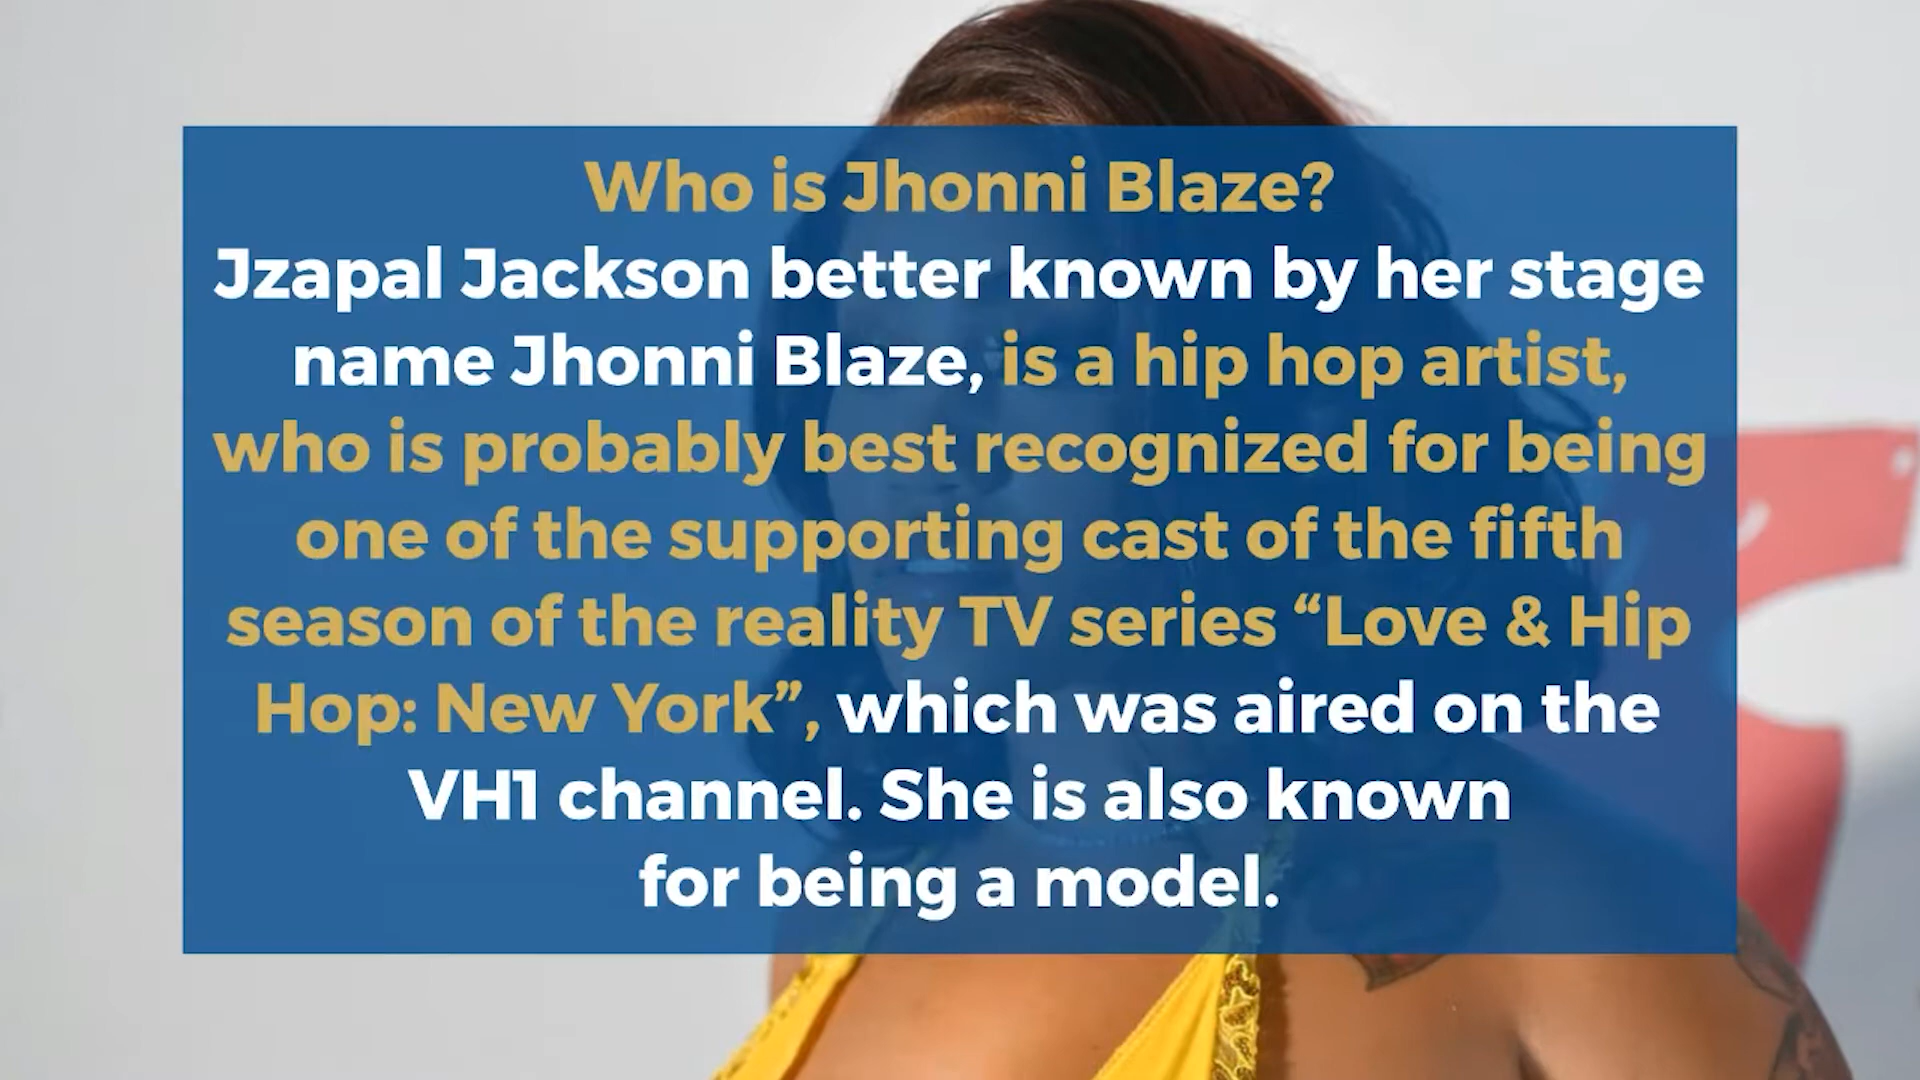 Who is Jhonni Blaze?
Jzapal Jackson better known by her stage
name Jhonni Blaze, is a hip hop artist,
who is probably best recognized for being
one of the supporting cast of the fifth
season of the reality TV series “Love & Hip
Hop: New York”, which was aired on the
VH1 channel. She is also known
for being a model.